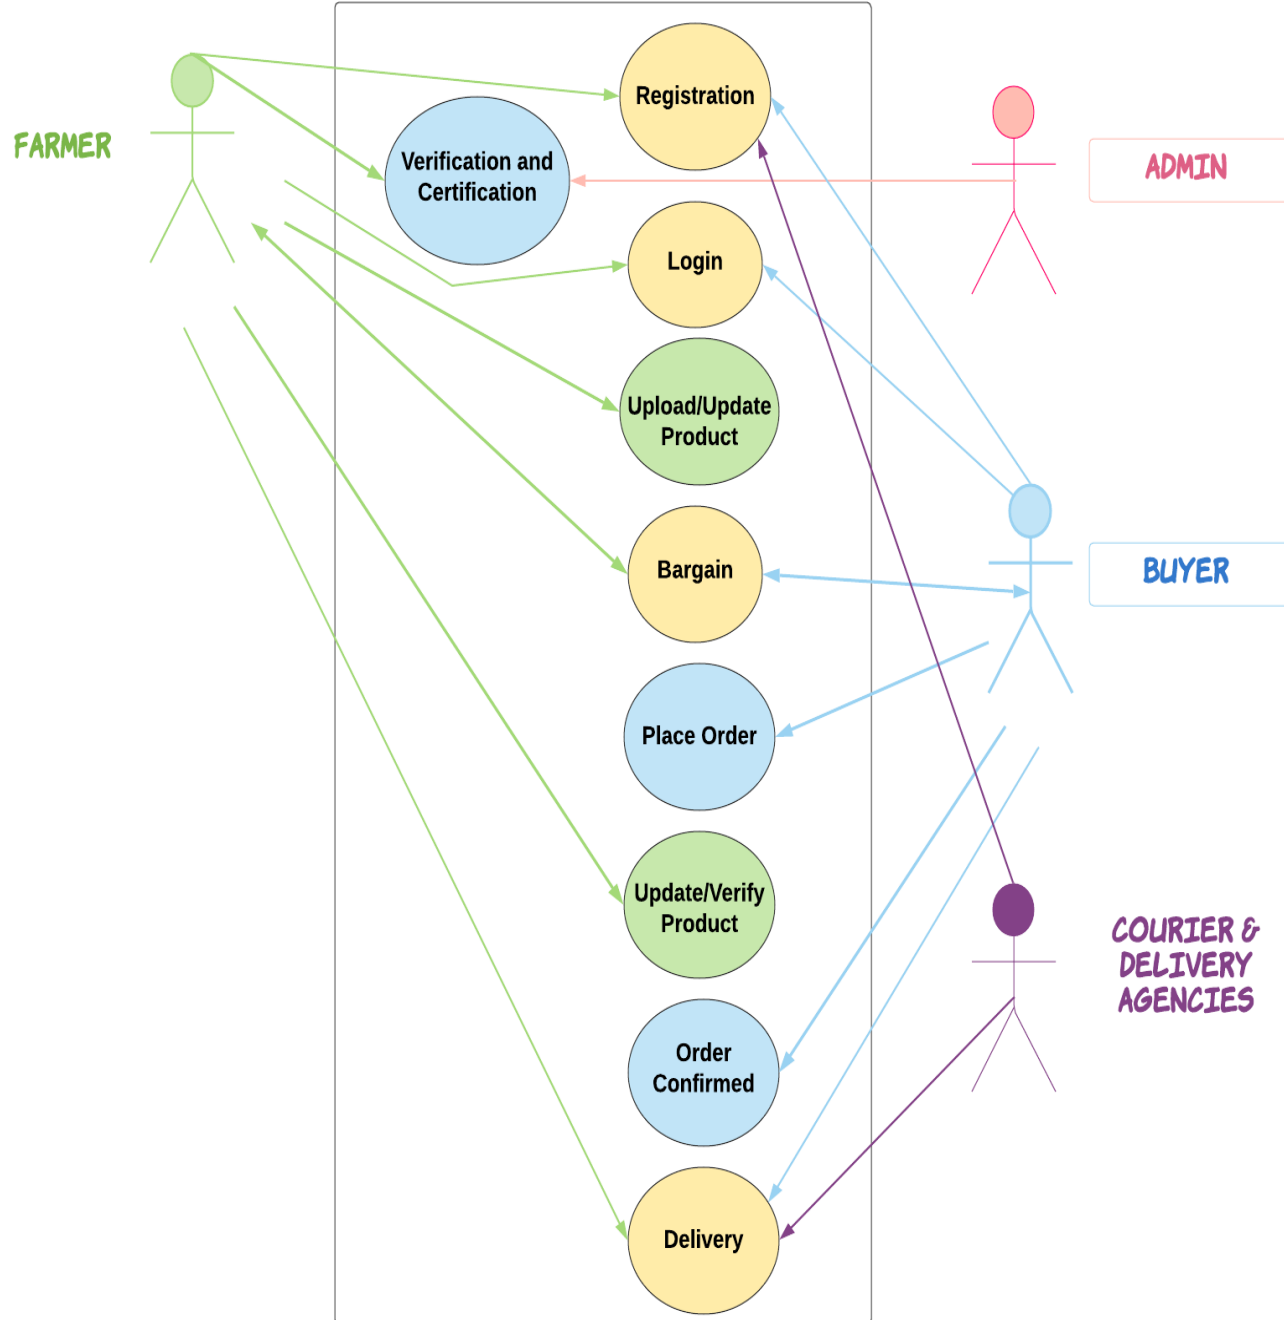 Registration
FARMER
Verification and
Certification
ADMIN
Login
Upload/Update
Product
Bargain
BUYER
Place Order
Update/Verify
Product
COURIER &
DELIVERY
AGENCIES
Order
Confirmed
Delivery